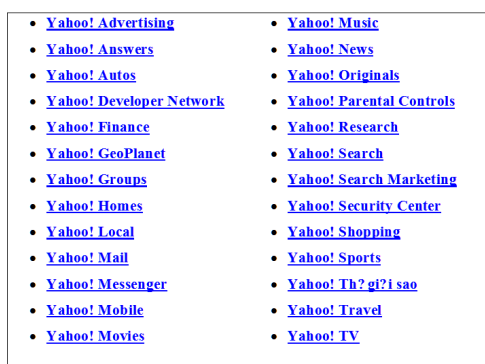 Yahoo! Advertising
Yahoo! Answers
Yahoo! Autos
Yahoo! Developer Network
Yahoo! Finance
Yahoo! GeoPlanet
Yahoo! Groups
Yahoo! Homes
Yahoo! Local
Yahoo! Mail
Yahoo! Messenger
Yahoo! Mobile
Yahoo! Movies
Yahoo! Music
Yahoo! News
Yahoo! Originals
Yahoo! Parental Controls
Yahoo! Research
Yahoo! Search
Yahoo! Search Marketing
Yahoo! Security Center
Yahoo! Shopping
Yahoo! Sports
Yahoo! Th? gi?i sao
Yahoo! Travel
Yahoo! TV